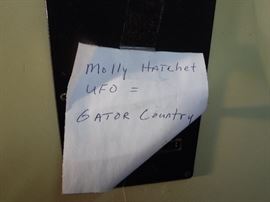 Molly Hatchet
UFO =
GATOR Country